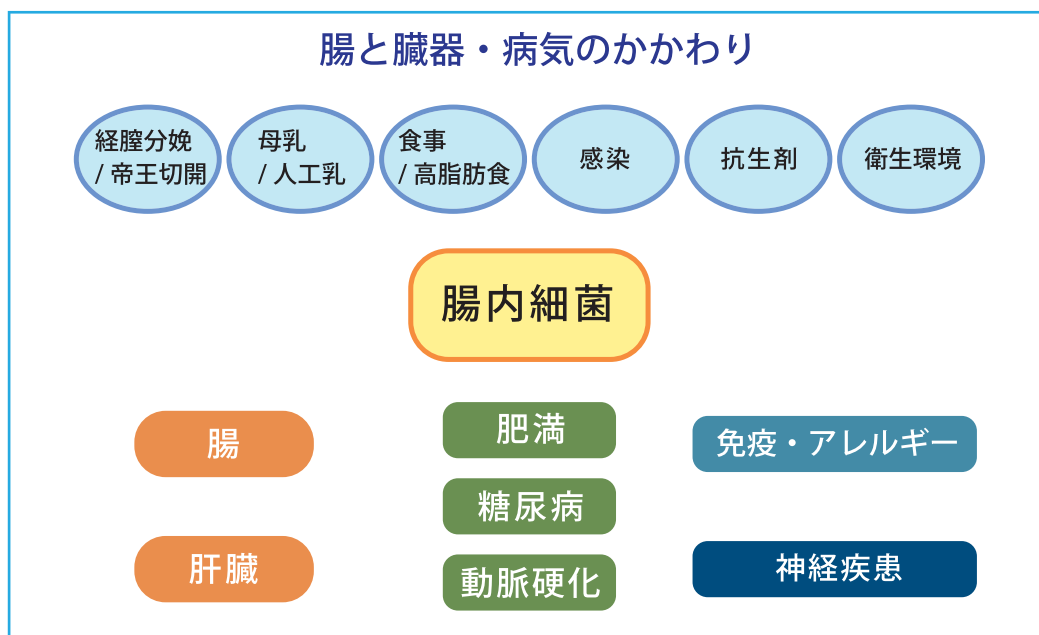 腸と臓器・病気のかかわり
経膣分娩
/ 帝王切開
母乳
/ 人工乳
食事
/ 高脂肪食
感染
抗生剤
衛生環境
腸内細菌
腸
肥満
免疫・アレルギー
糖尿病
肝臓
動脈硬化
神経疾患